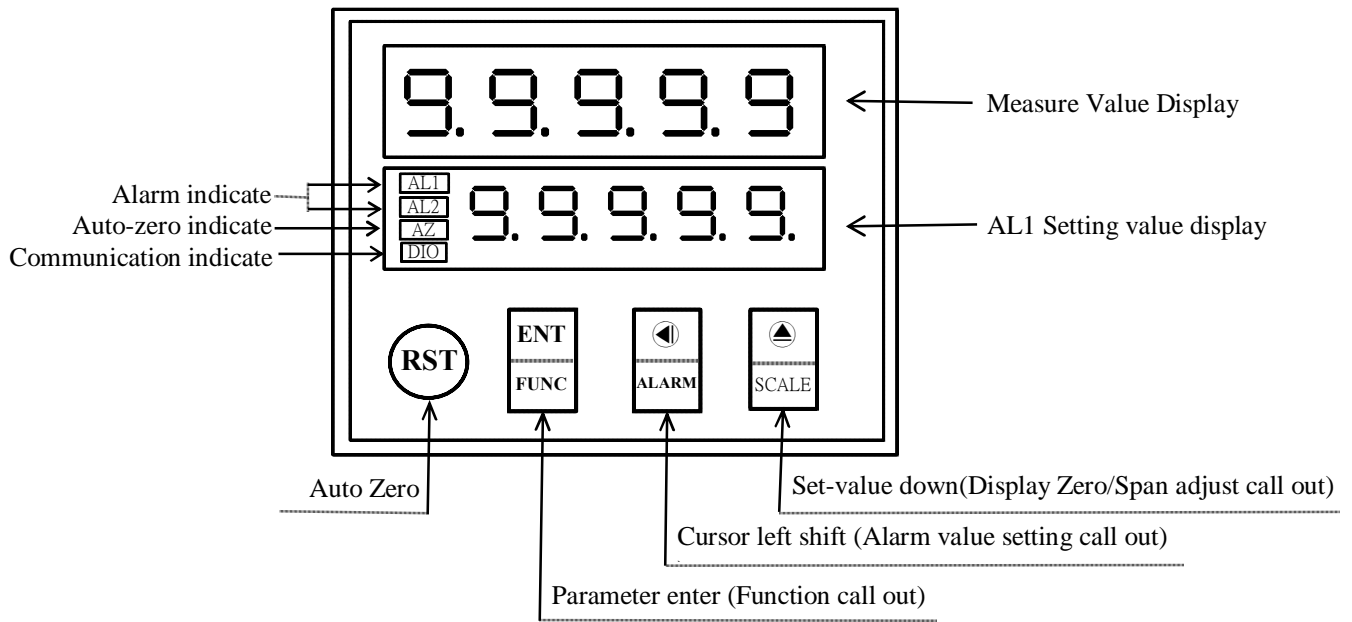 9.9.9.9.9
Measure Value Display
AL1
AL2
AZ
DIO
9.9.9.9.9.
Alarm indicate
Auto-zero indicate
Communication indicate
AL1 Setting value display
RST
ENT
FUNC
ALARM
SCALE
Auto Zero
Set-value down(Display Zero/Span adjust call out)
Cursor left shift (Alarm value setting call out)
Parameter enter (Function call out)